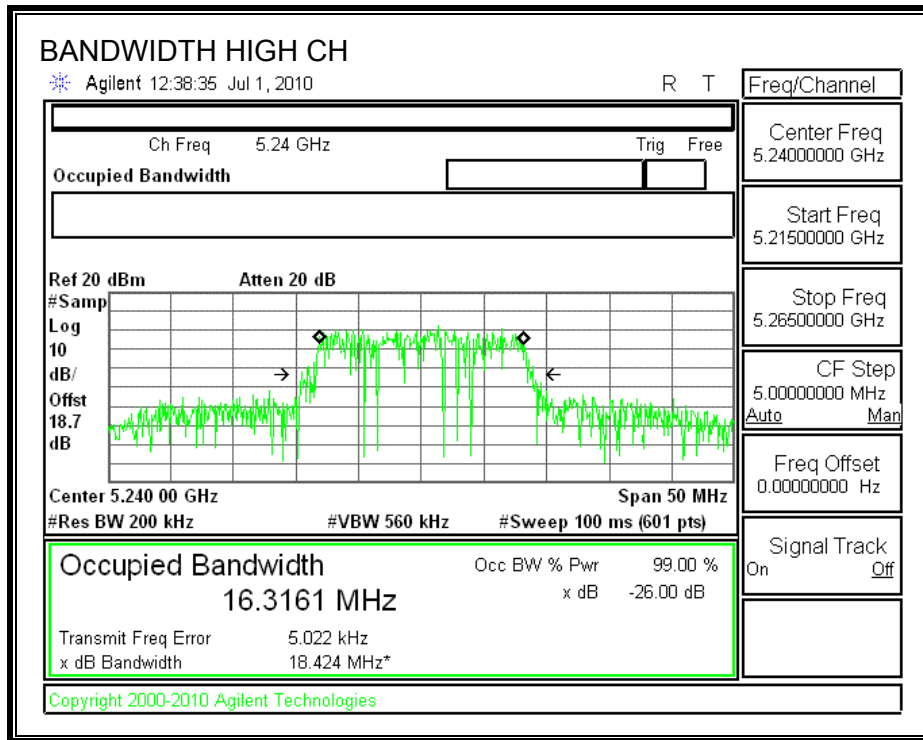 BANDWIDTH HIGH CH
Agilent 12:38:35 Jul 1, 2010 R T
Ch Freq 5.24 GHz Trig Free
Occupied Bandwidth
Ref 20 dBm Atten 20 dB
#Samp
Log
10
dB/
Offst
18.7
dB
Center 5.240 00 GHz Span 50 MHz
#Res BW 200 kHz #VBW 560 kHz #Sweep 100 ms (601 pts)
Occupied Bandwidth
16.3161 MHz
Occ BW % Pwr 99.00 %
x dB -26.00 dB
Transmit Freq Error 5.022 kHz
x dB Bandwidth 18.424 MHz*
Copyright 2000-2010 Agilent Technologies
Freq/Channel
Center Freq
5.24000000 GHz
Start Freq
5.21500000 GHz
Stop Freq
5.26500000 GHz
CF Step
5.00000000 MHz
Auto Man
Freq Offset
0.00000000 Hz
Signal Track
On Off